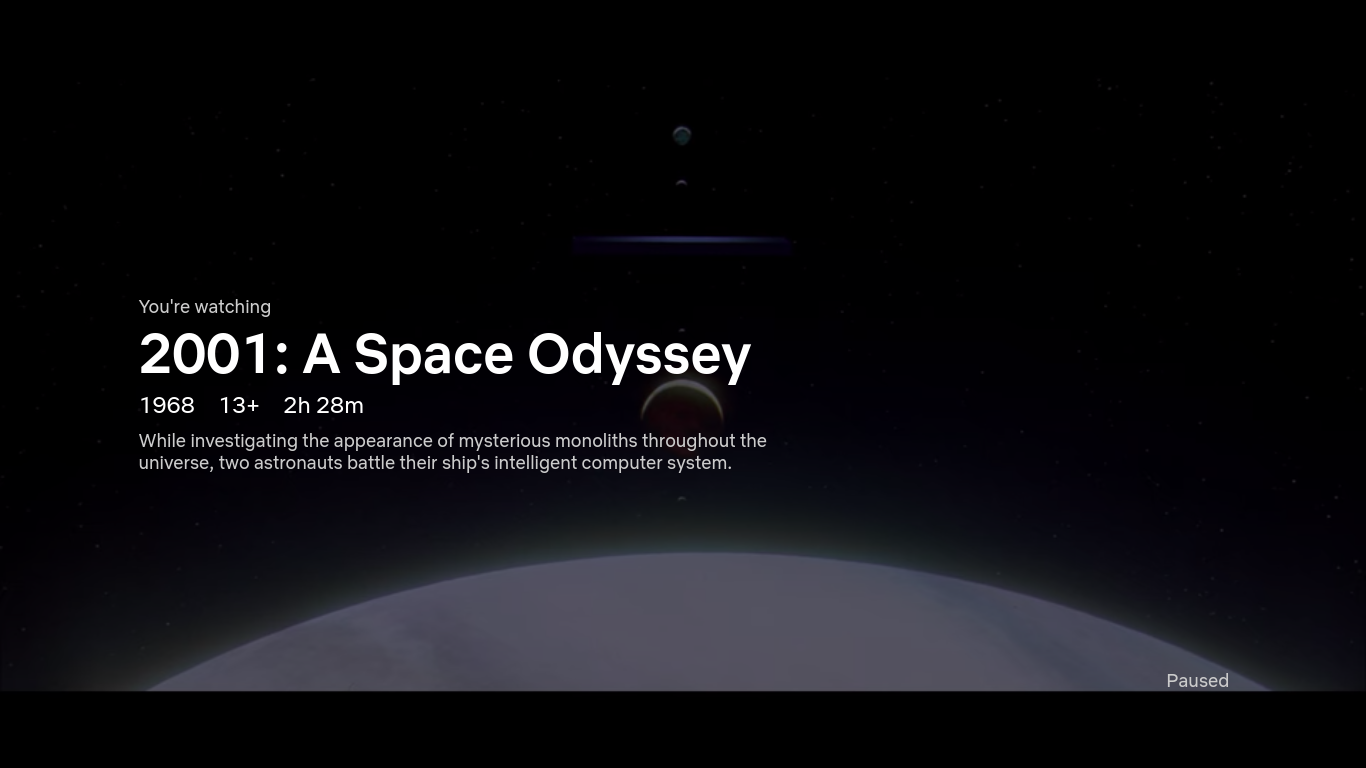 You're watching
2001: A Space Odyssey
1968 13+ 2h 28m
While investigating the appearance of mysterious monoliths throughout the
universe, two astronauts battle their ship's intelligent computer system.
Paused